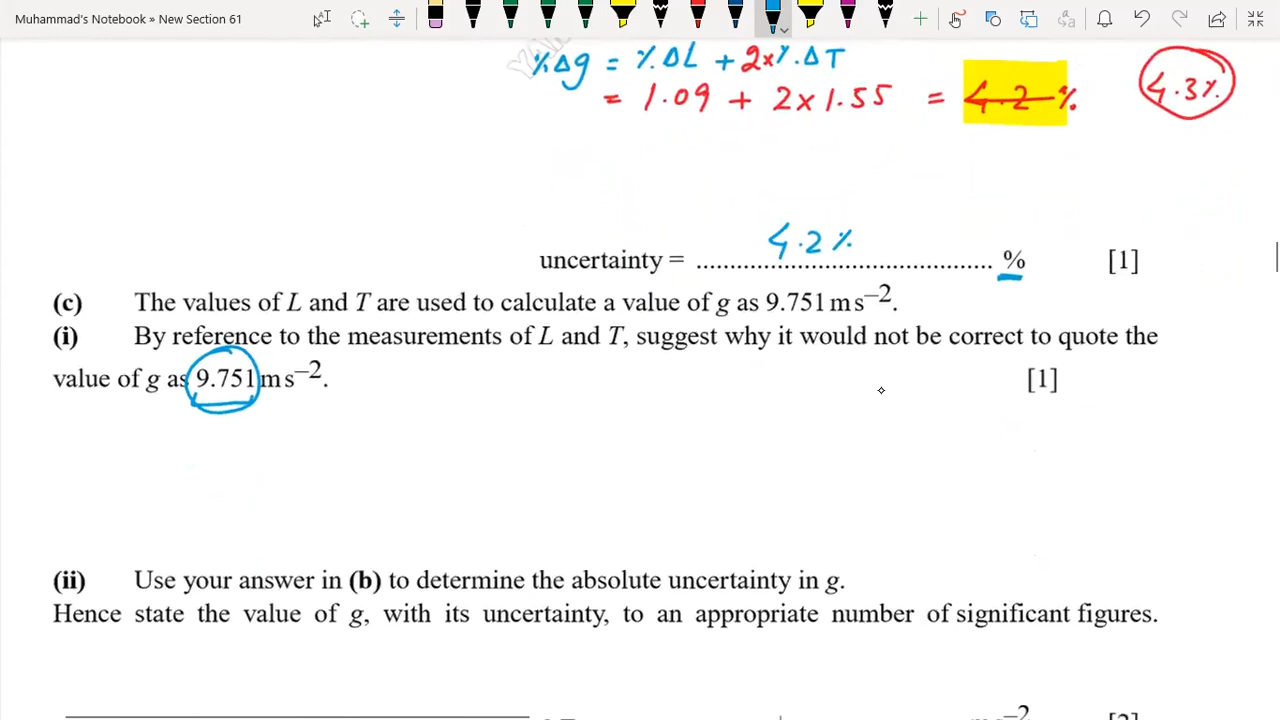 Muhammad's Notebook » New Section 61
%Δg = %ΔL + 2×%ΔT
= 1.09 + 2×1.55 = 4.2% 4.3%
4.2%
uncertainty = ............................................ % [1]
(c) The values of L and T are used to calculate a value of g as 9.751 m s⁻².
(i) By reference to the measurements of L and T, suggest why it would not be correct to quote the
value of g as 9.751 m s⁻². [1]
(ii) Use your answer in (b) to determine the absolute uncertainty in g.
Hence state the value of g, with its uncertainty, to an appropriate number of significant figures.